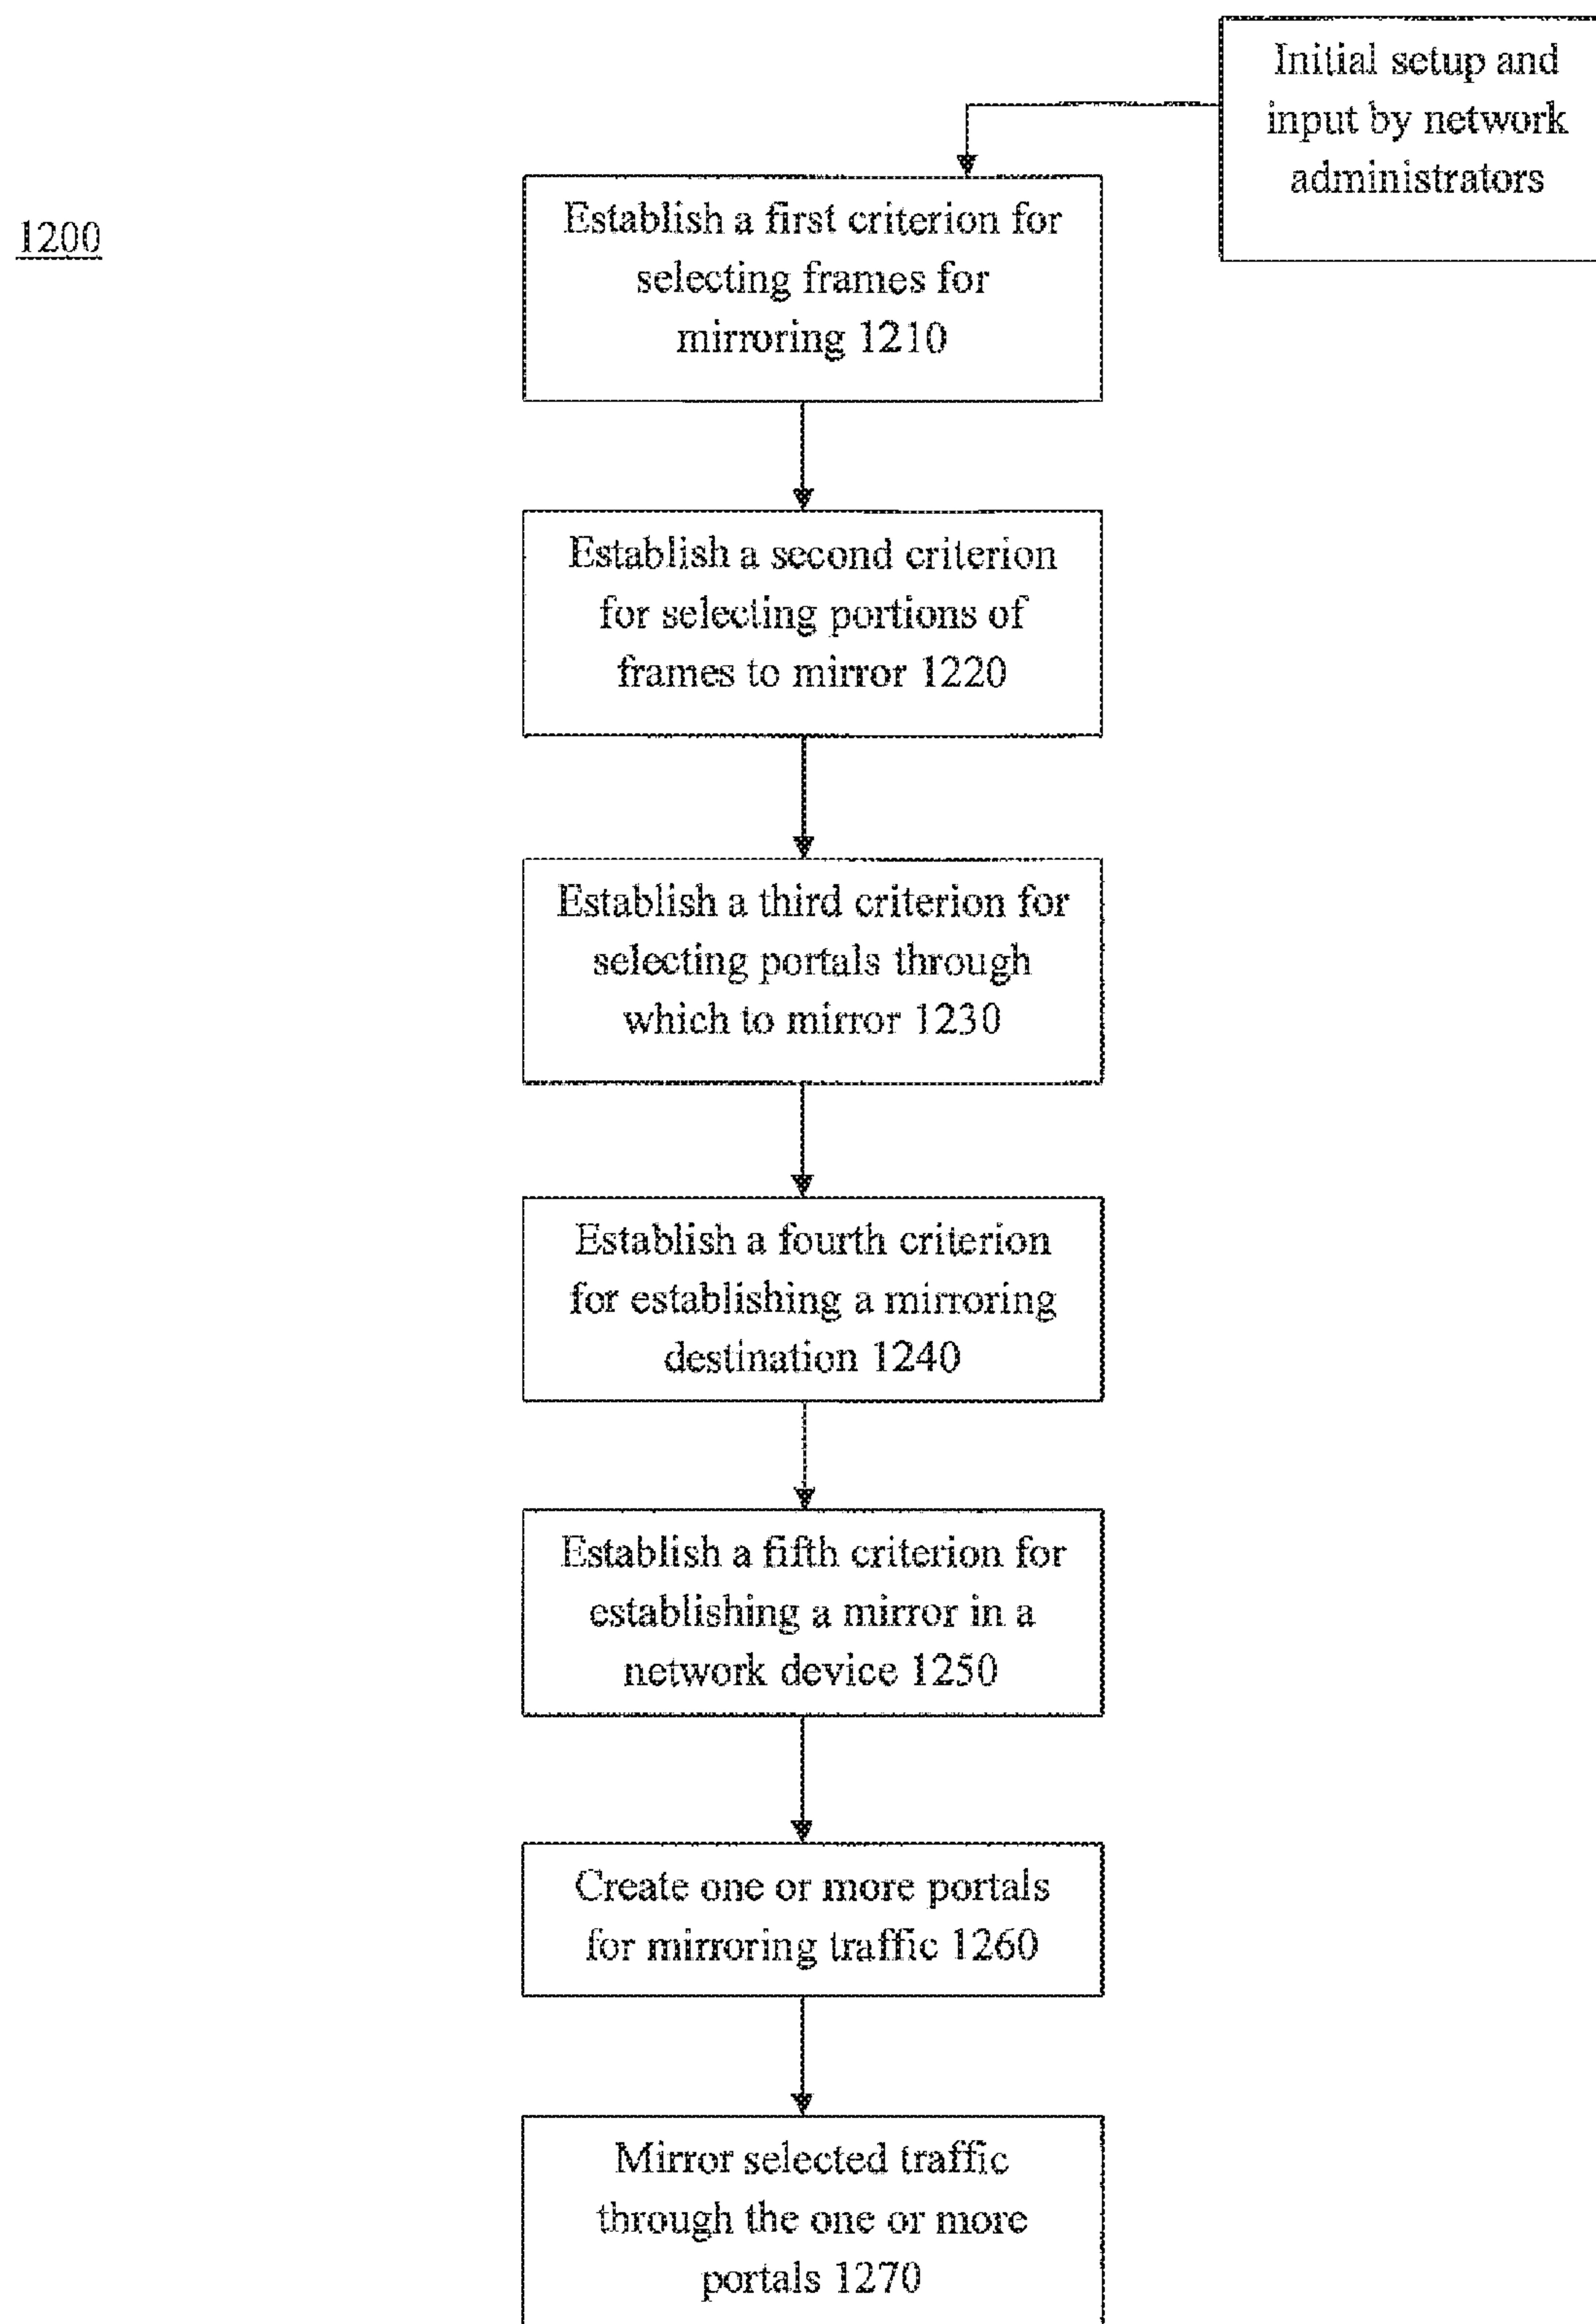 Initial setup and
input by network
administrators
1200
Establish a first criterion for
selecting frames for
mirroring 1210
Establish a second criterion
for selecting portions of
frames to mirror 1220
Establish a third criterion for
selecting portals through
which to mirror 1230
Establish a fourth criterion
for establishing a mirroring
destination 1240
Establish a fifth criterion for
establishing a mirror in a
network device 1250
Create one or more portals
for mirroring traffic 1260
Mirror selected traffic
through the one or more
portals 1270